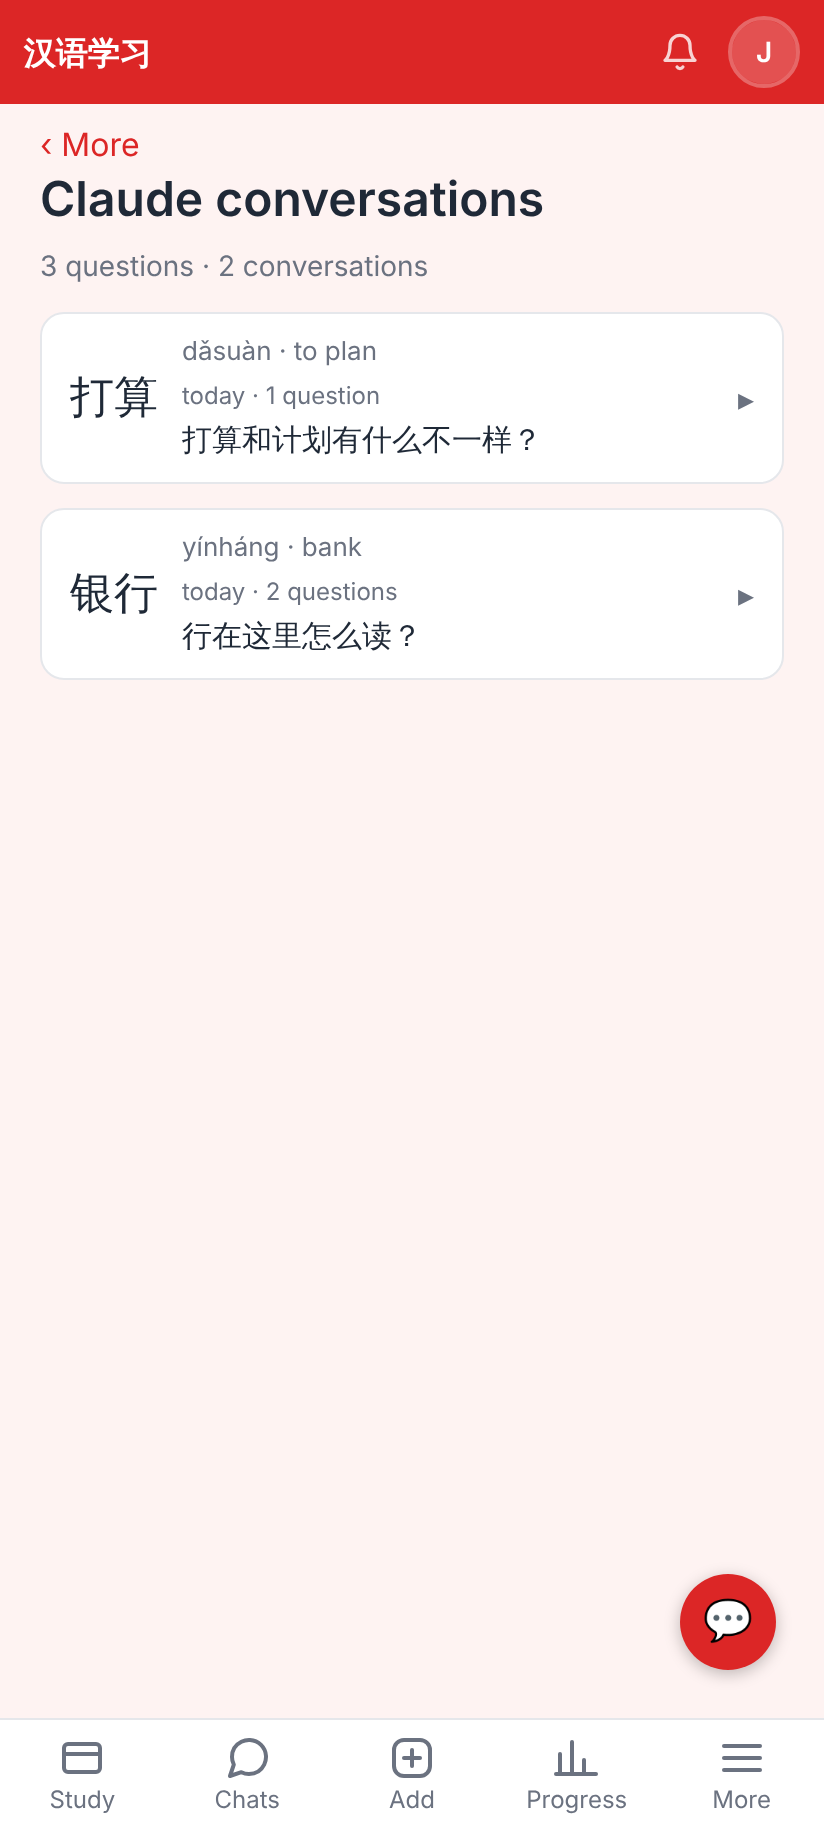 汉语学习
J
‹ More
Claude conversations
3 questions · 2 conversations
打算
dǎsuàn · to plan
today · 1 question
打算和计划有什么不一样？
银行
yínháng · bank
today · 2 questions
行在这里怎么读？
Study
Chats
Add
Progress
More